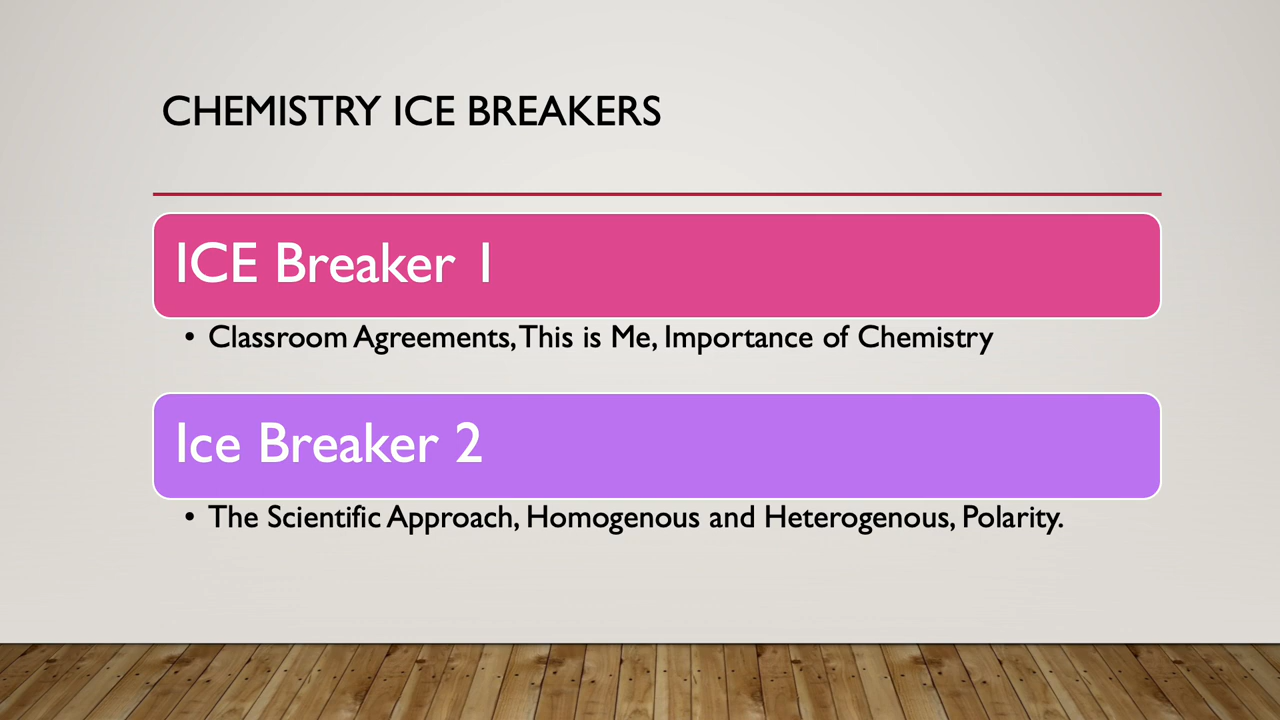 CHEMISTRY ICE BREAKERS
ICE Breaker 1
• Classroom Agreements, This is Me, Importance of Chemistry
Ice Breaker 2
• The Scientific Approach, Homogenous and Heterogenous, Polarity.